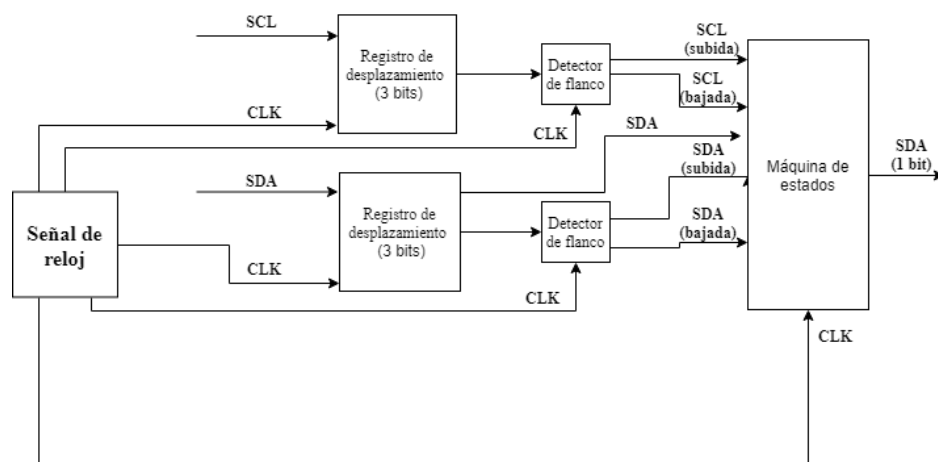 SCL
Registro de
desplazamiento
(3 bits)
CLK
Detector
de flanco
CLK
SCL
(subida)
SCL
(bajada)
SDA
SDA
(subida)
SDA
(bajada)
Máquina de
estados
SDA
(1 bit)
SDA
Registro de
desplazamiento
(3 bits)
Detector
de flanco
Señal de
reloj
CLK
CLK
CLK